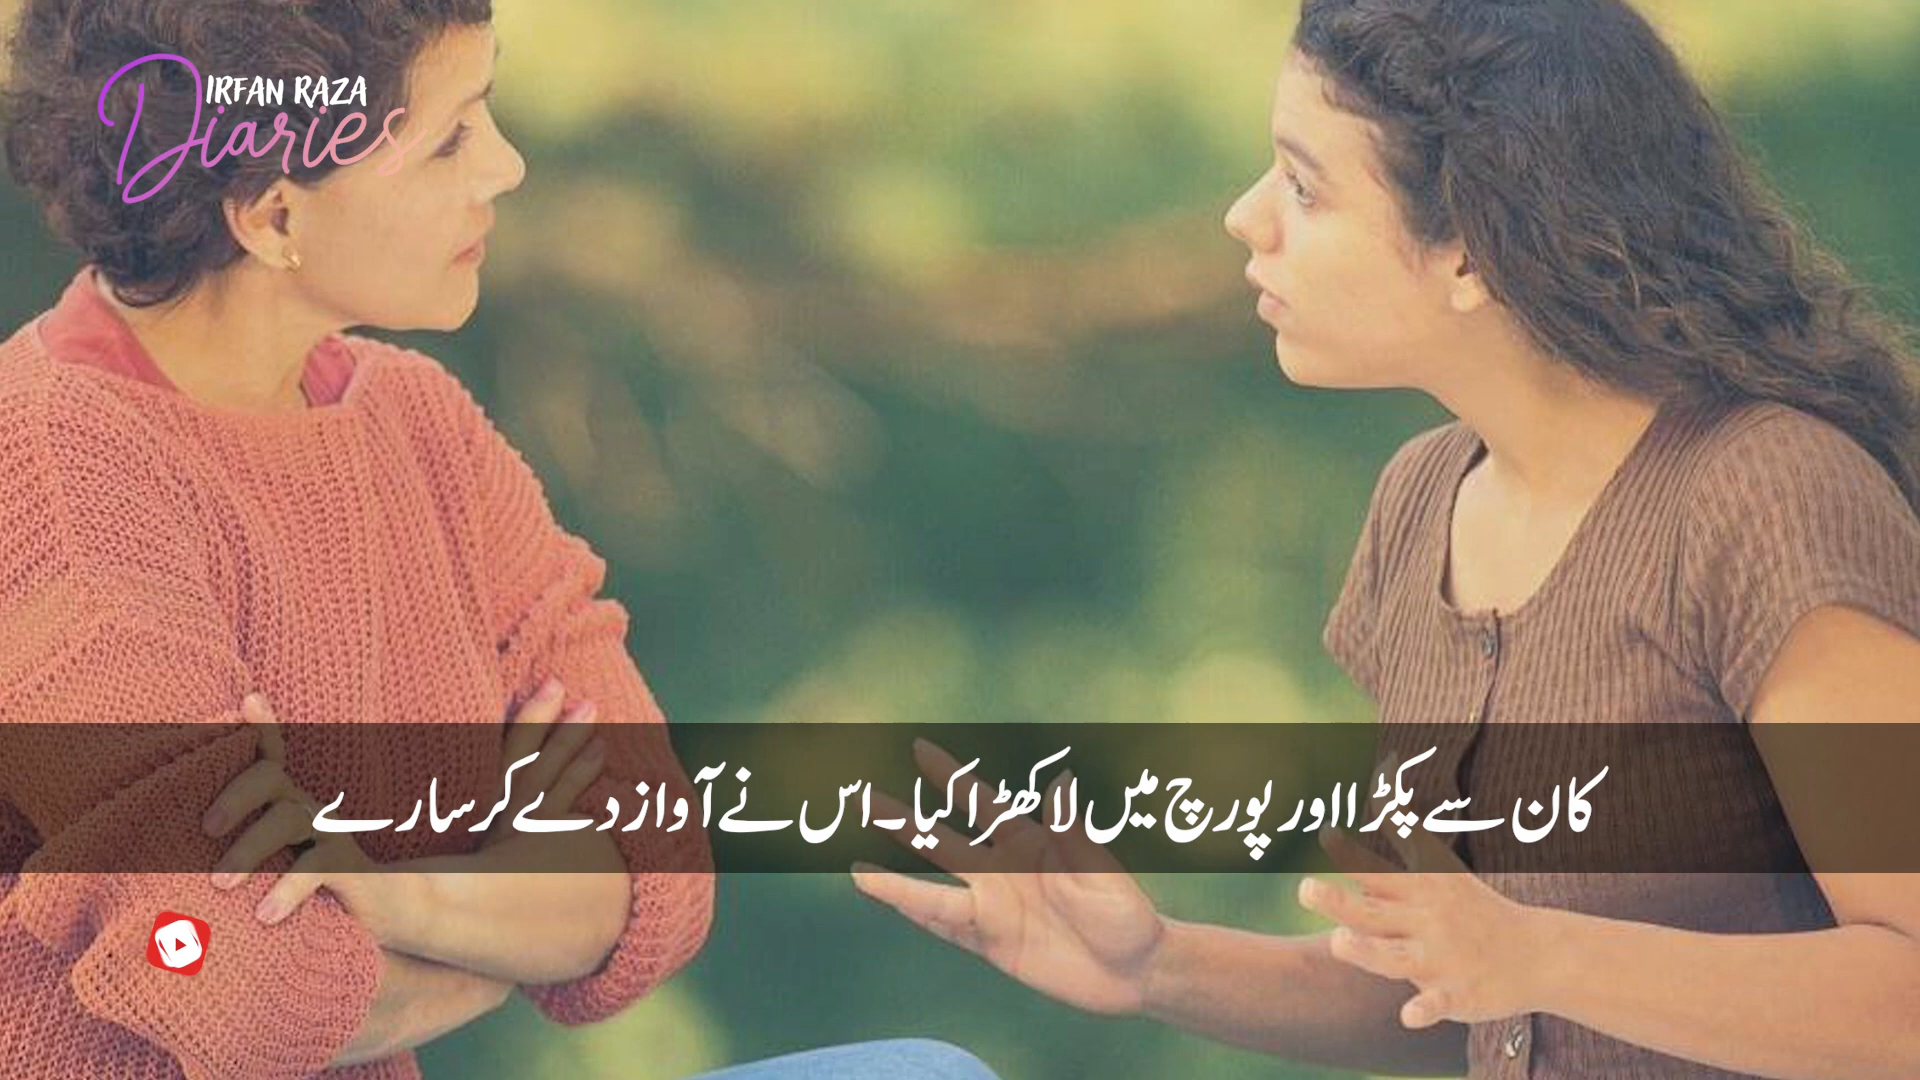 IRFAN RAZA
Diaries
کان سے پکڑا اور پورچ میں لا کھڑا کیا۔ اس نے آواز دے کر سارے